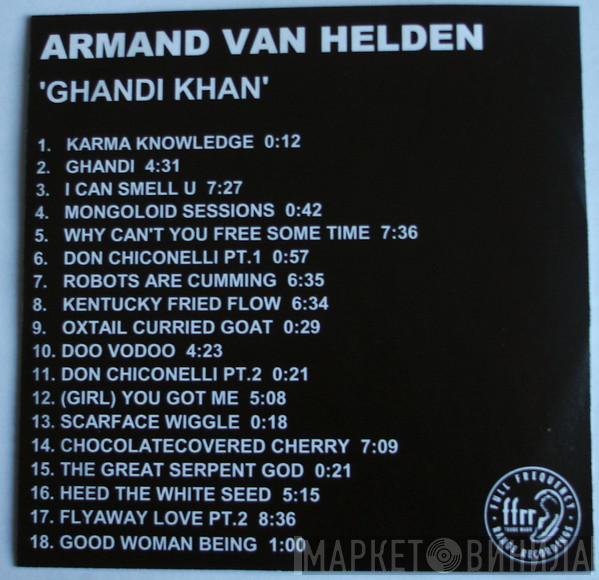 ARMAND VAN HELDEN
'GHANDI KHAN'
1. KARMA KNOWLEDGE 0:12
2. GHANDI 4:31
3. I CAN SMELL U 7:27
4. MONGOLOID SESSIONS 0:42
5. WHY CAN'T YOU FREE SOME TIME 7:36
6. DON CHICONELLI PT.1 0:57
7. ROBOTS ARE CUMMING 6:35
8. KENTUCKY FRIED FLOW 6:34
9. OXTAIL CURRIED GOAT 0:29
10. DOO VODOO 4:23
11. DON CHICONELLI PT.2 0:21
12. (GIRL) YOU GOT ME 5:08
13. SCARFACE WIGGLE 0:18
14. CHOCOLATECOVERED CHERRY 7:09
15. THE GREAT SERPENT GOD 0:21
16. HEED THE WHITE SEED 5:15
17. FLYAWAY LOVE PT.2 8:36
18. GOOD WOMAN BEING 1:00
FULL FREQUENCY
ffrr
TRADE MARK
RANGE RECORDINGS
МАРКЕТ ВИНИЛА